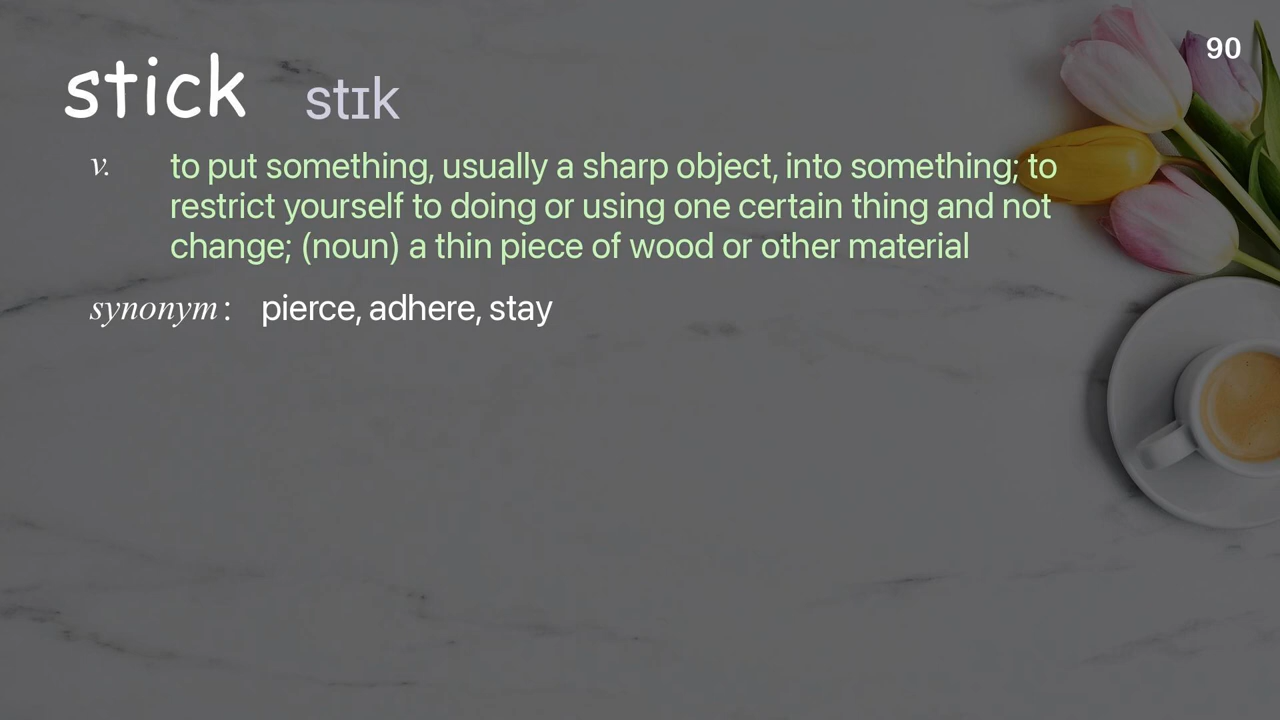 90
stick stɪk
v. to put something, usually a sharp object, into something; to
restrict yourself to doing or using one certain thing and not
change; (noun) a thin piece of wood or other material
synonym: pierce, adhere, stay